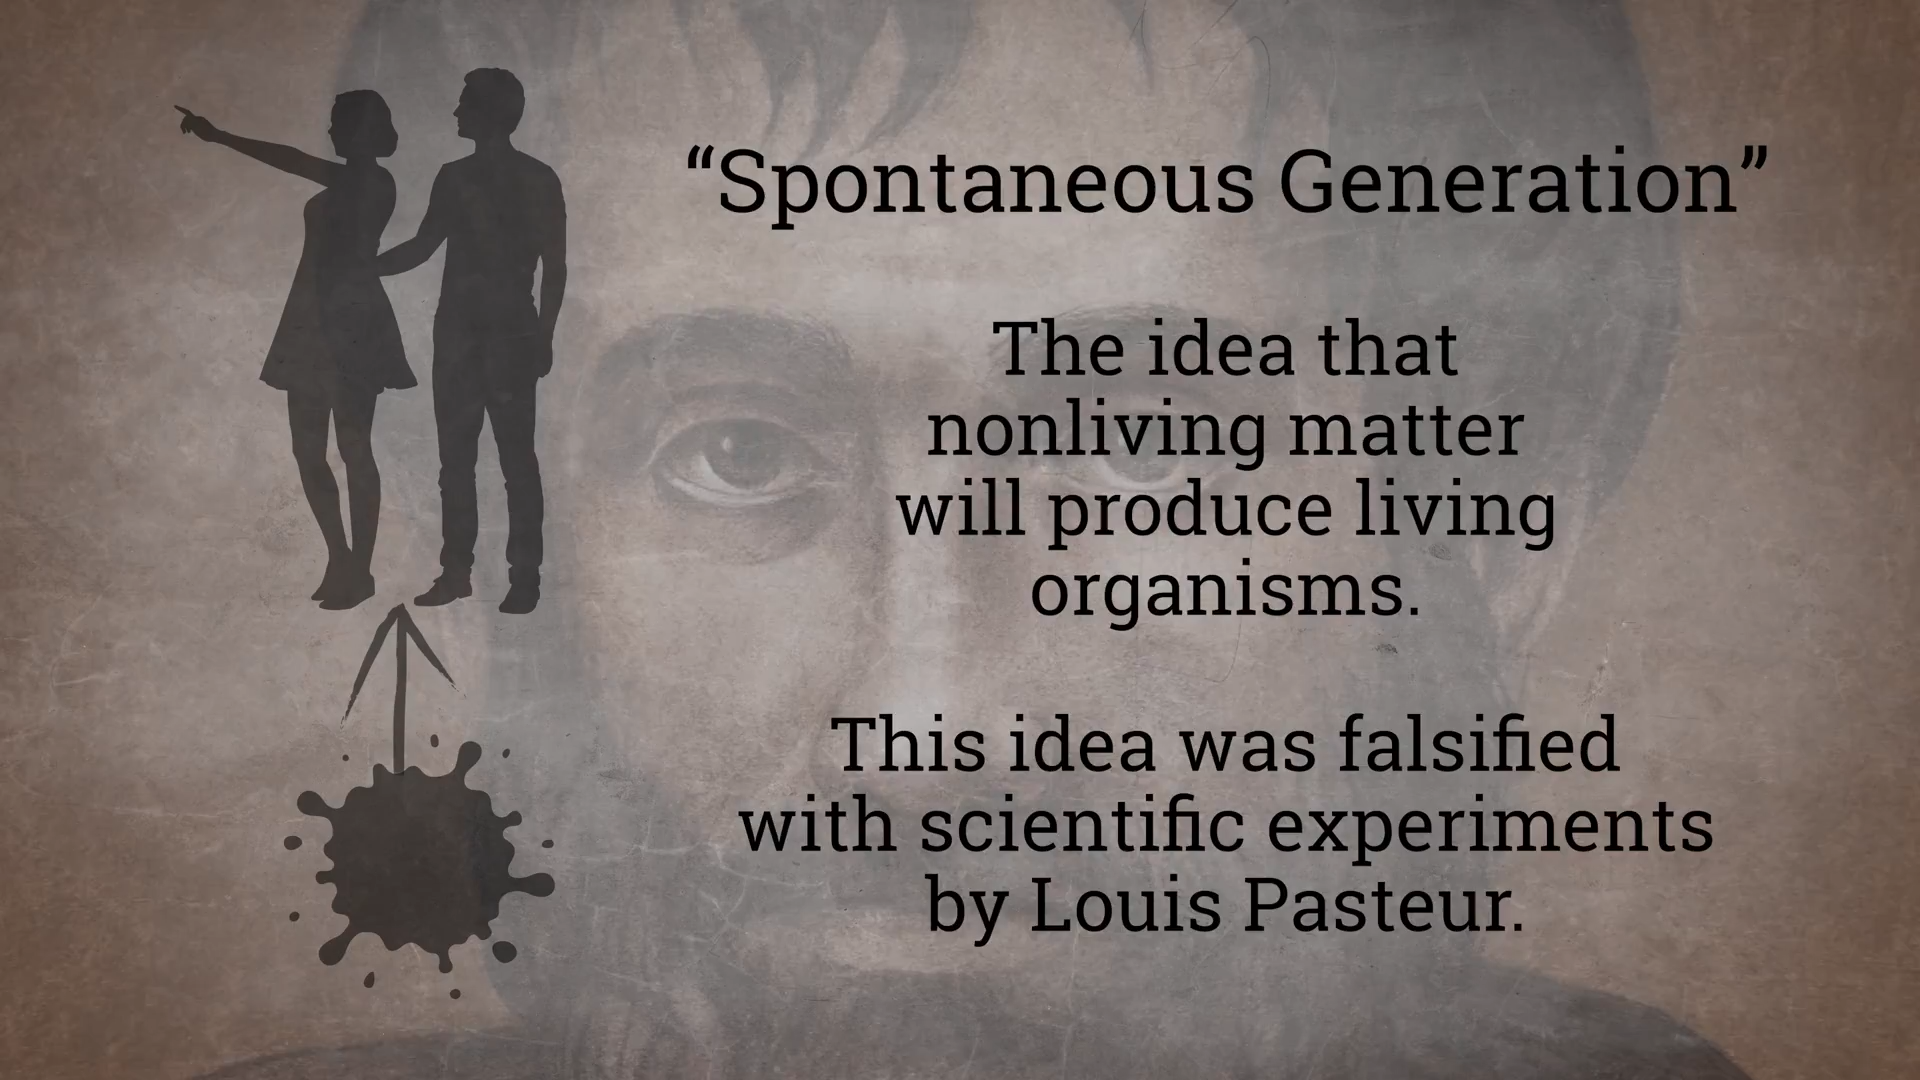 “Spontaneous Generation”
The idea that
nonliving matter
will produce living
organisms.
This idea was falsified
with scientific experiments
by Louis Pasteur.